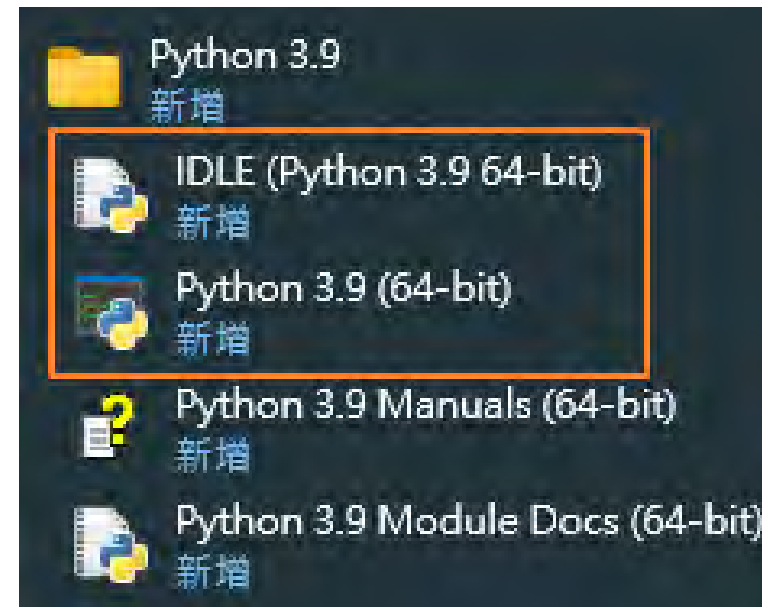 Python 3.9
新增
IDLE (Python 3.9 64-bit)
新增
Python 3.9 (64-bit)
新增
Python 3.9 Manuals (64-bit)
新增
Python 3.9 Module Docs (64-bit)
新增